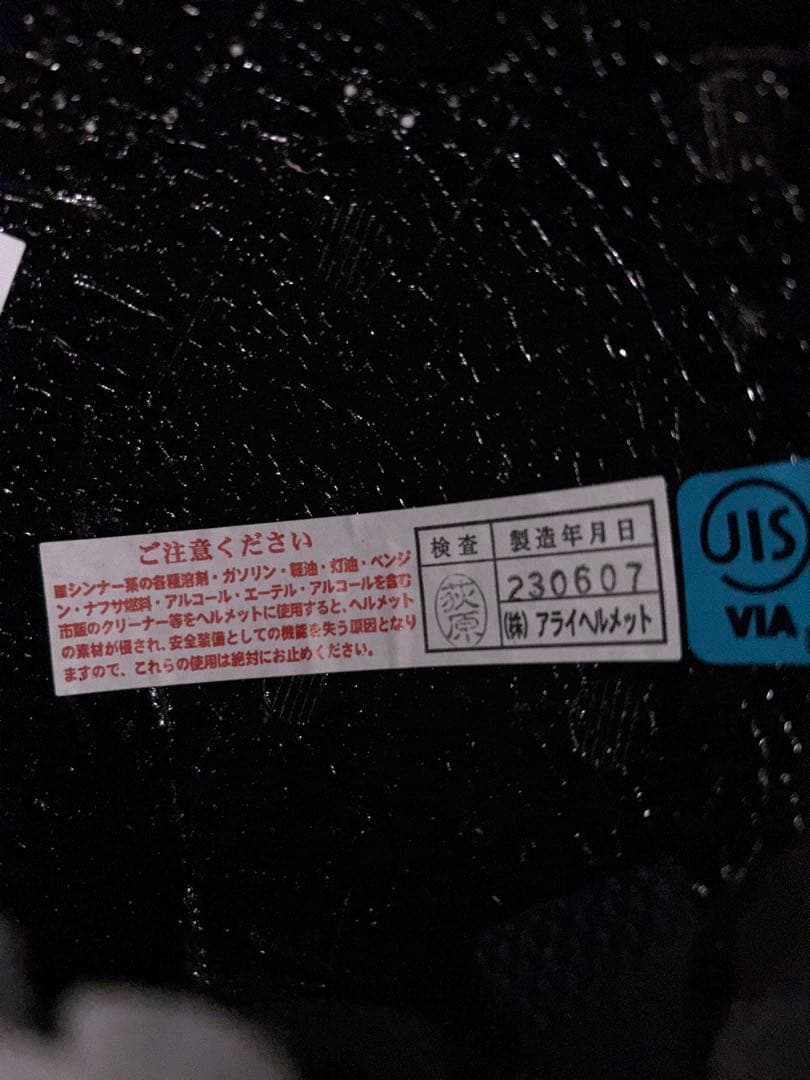 ご注意ください
■シンナー系の各種溶剤・ガソリン・軽油・灯油・ベンジ
ン・ナフサ燃料・アルコール・エーテル・アルコールを含む
市販のクリーナー等をヘルメットに使用すると、ヘルメット
の素材が侵され、安全装備としての機能を失う原因となり
ますので、これらの使用は絶対にお止めください。
検査 製造年月日
荻原
230607
(株) アライヘルメット
JIS
VIA